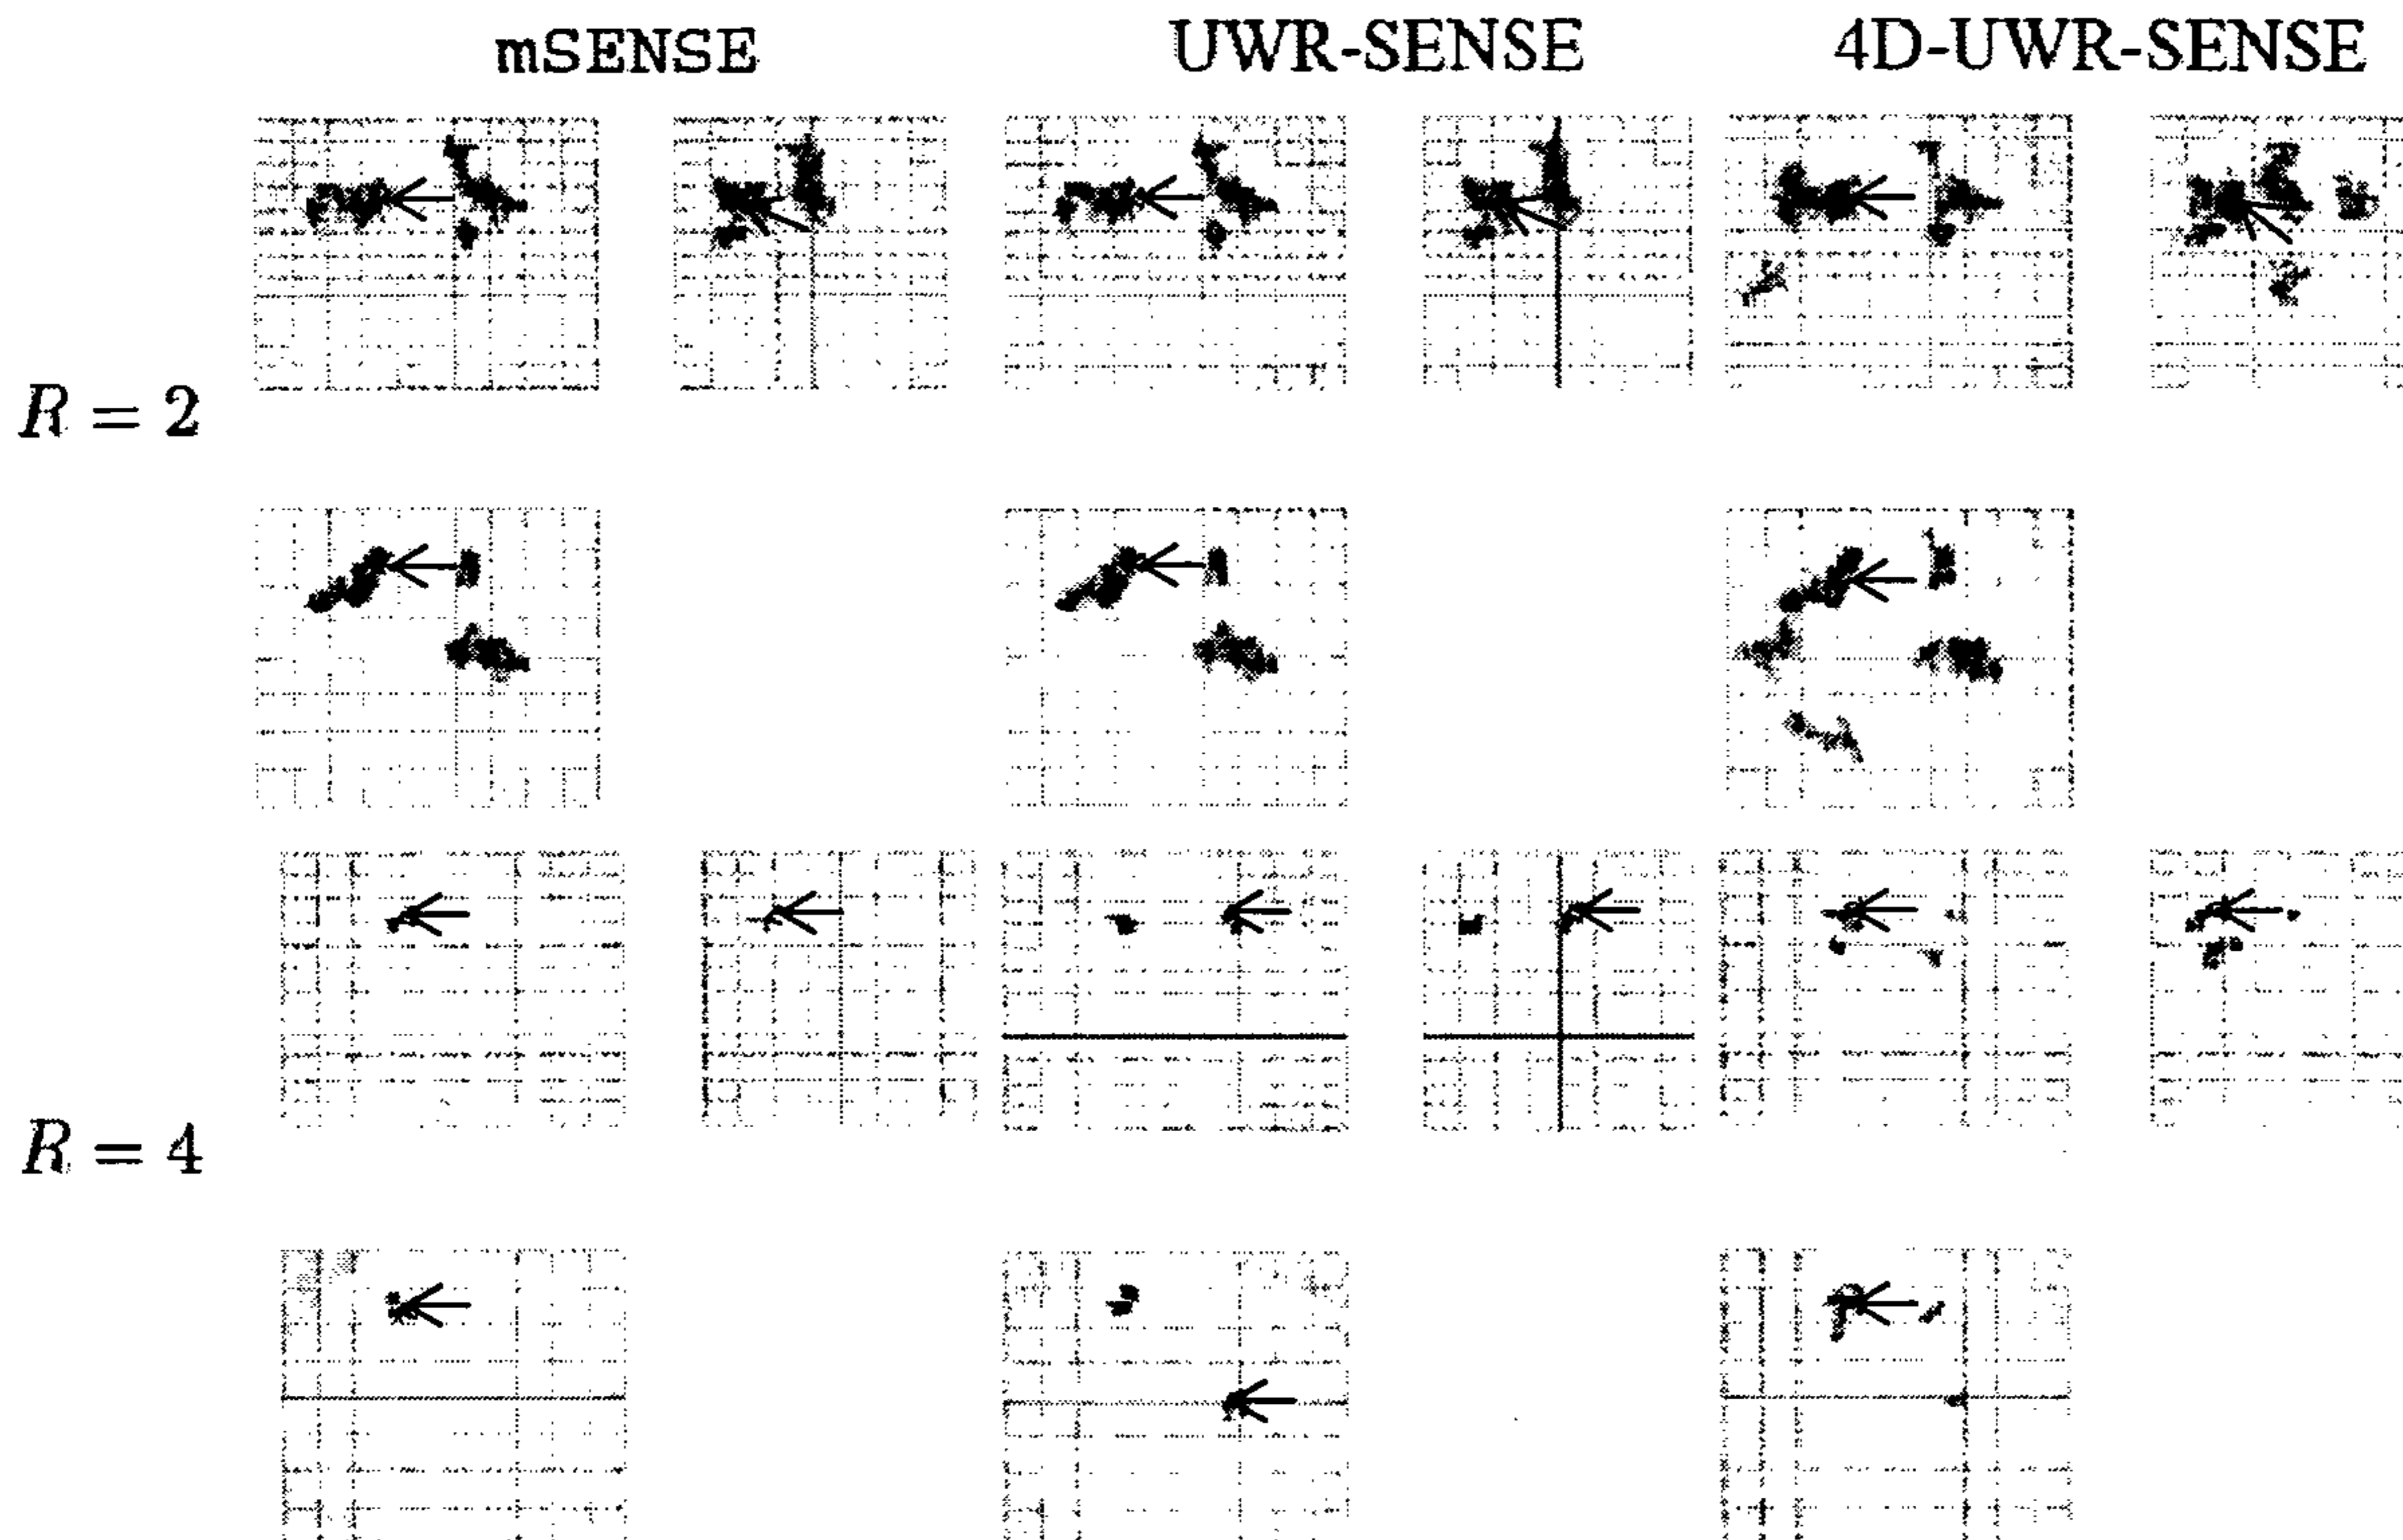 mSENSE UWR-SENSE 4D-UWR-SENSE
R = 2
R = 4